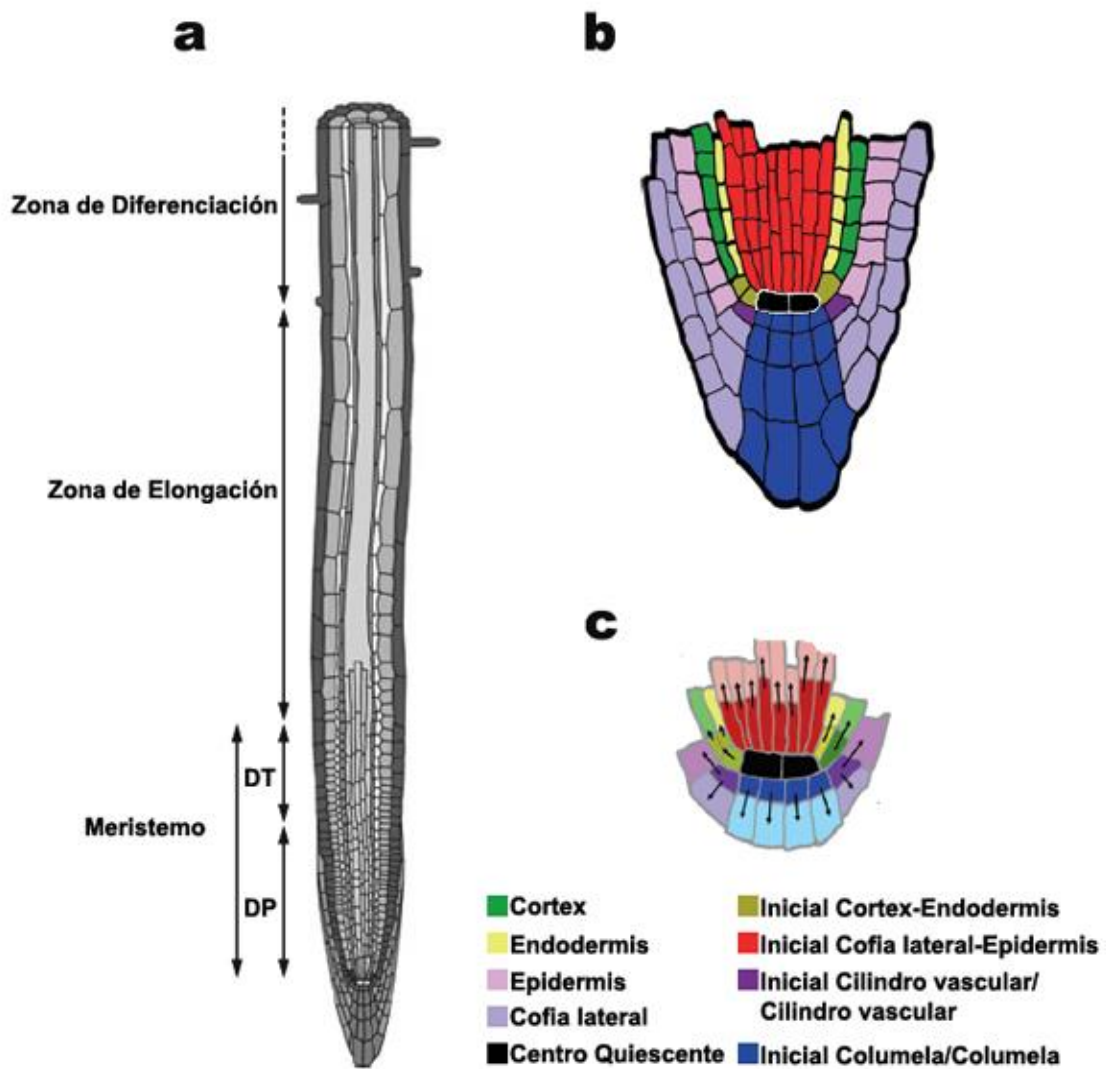 a
b
Zona de Diferenciación
Zona de Elongación
c
DT
Meristemo
DP
Cortex
Endodermis
Epidermis
Cofia lateral
Centro Quiescente
Inicial Cortex-Endodermis
Inicial Cofia lateral-Epidermis
Inicial Cilindro vascular/
Cilindro vascular
Inicial Columela/Columela